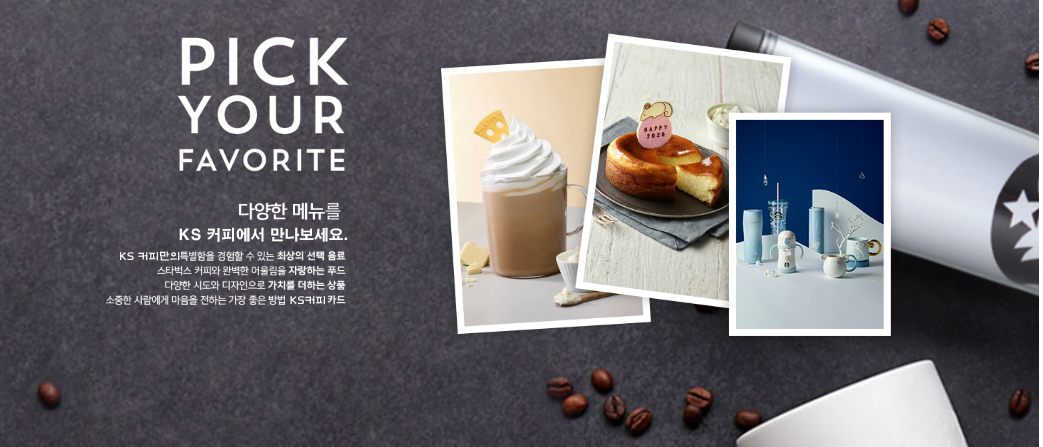 PICK
YOUR
FAVORITE
다양한 메뉴를
KS 커피에서 만나보세요.
KS 커피만의특별함을 경험할 수 있는 최상의 선택 음료
스타벅스 커피와 완벽한 어울림을 자랑하는 푸드
다양한 시도와 디자인으로 가치를 더하는 상품
소중한 사람에게 마음을 전하는 가장 좋은 방법 KS커피 카드
HAPPY
2020